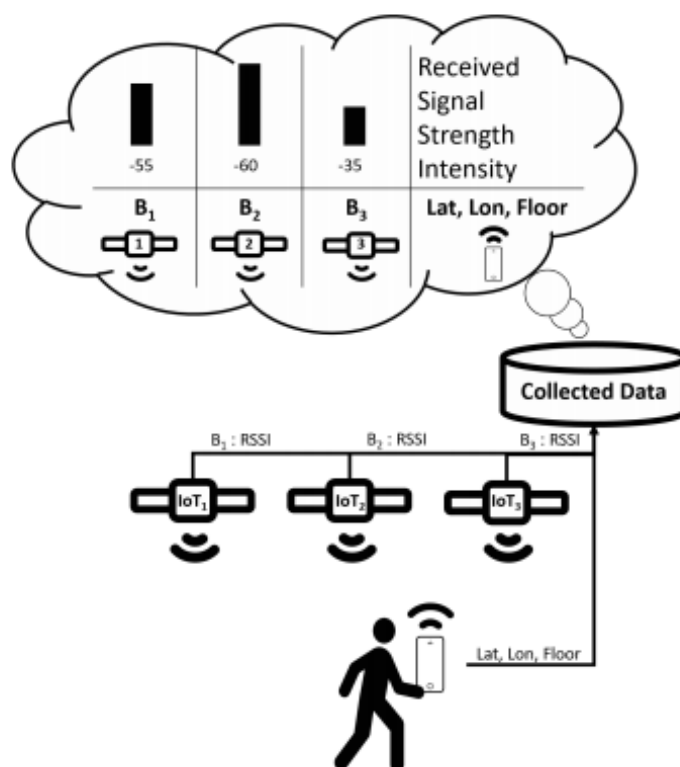 Received
Signal
Strength
Intensity
-55 -60 -35
B₁ B₂ B₃ Lat, Lon, Floor
1 2 3
Collected Data
B₁ : RSSI B₂ : RSSI B₃ : RSSI
IoT₁ IoT₂ IoT₃
Lat, Lon, Floor